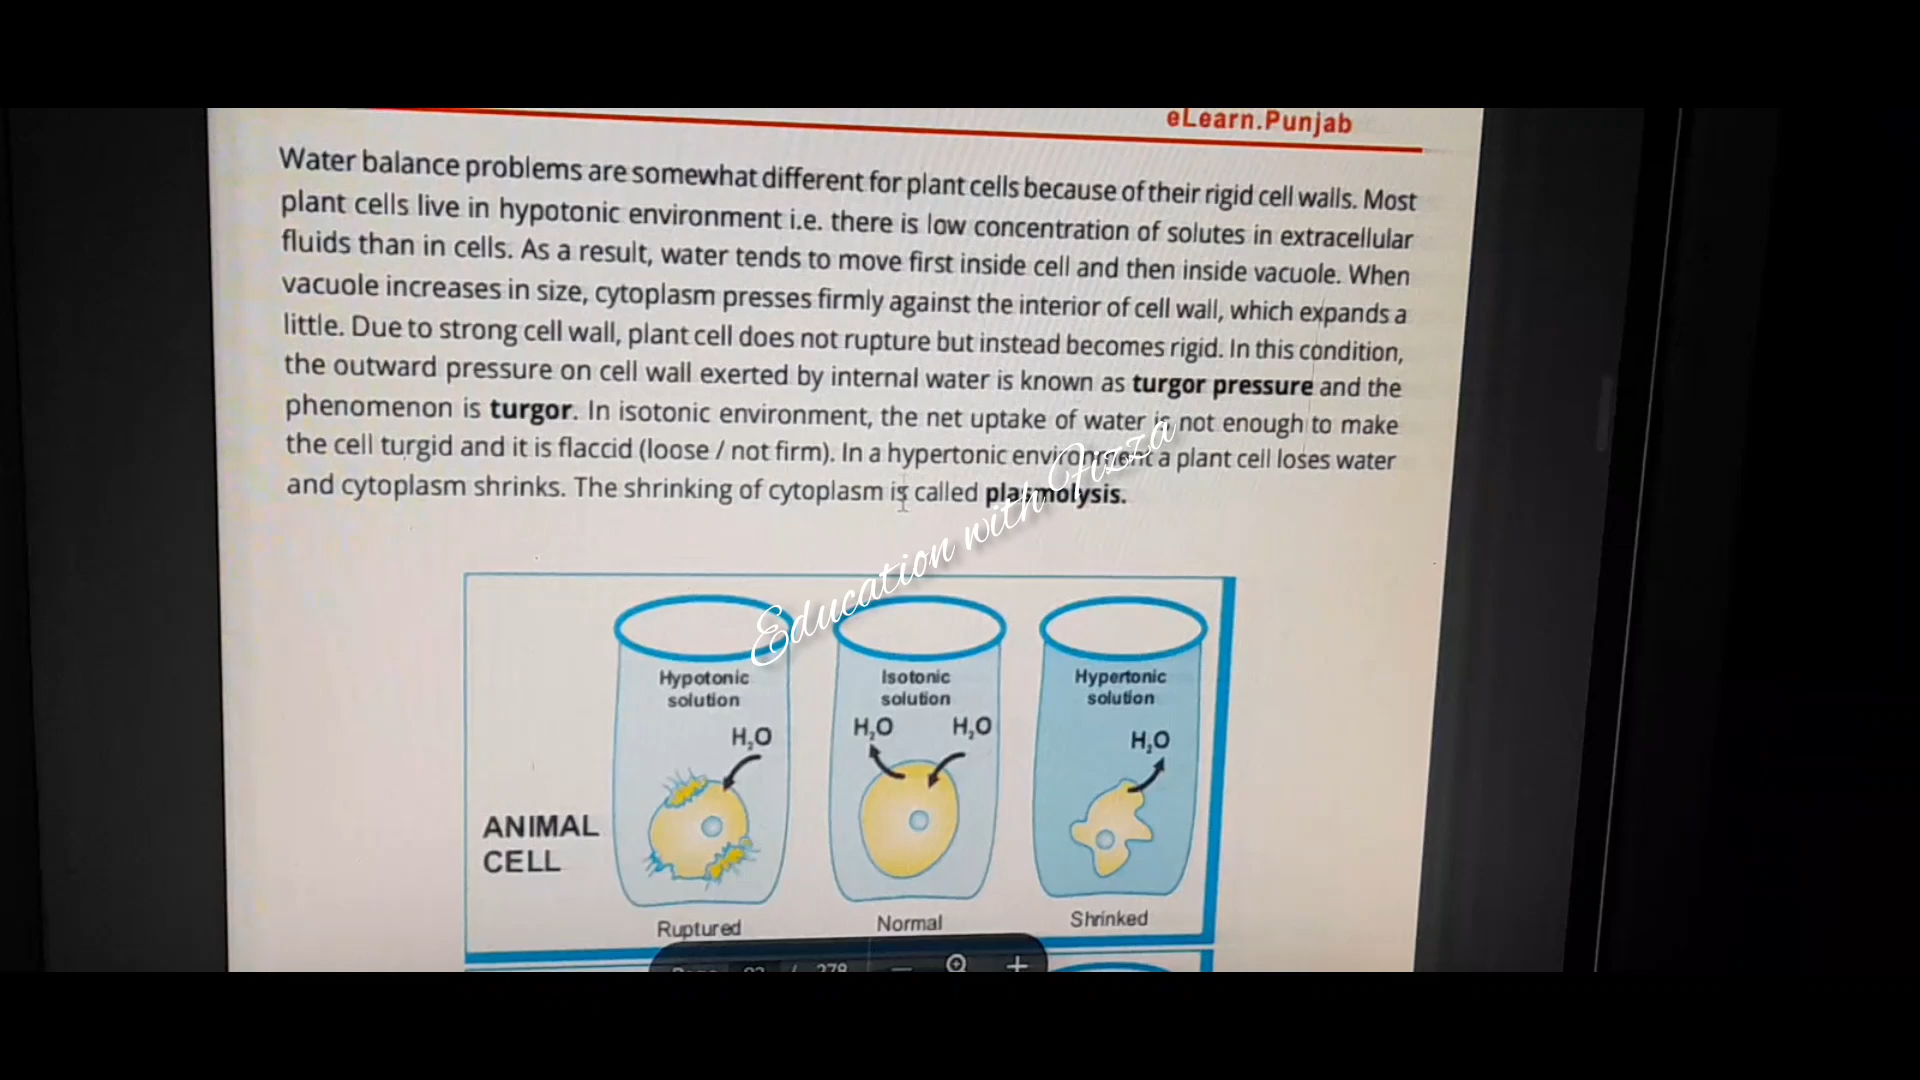 eLearn.Punjab
Water balance problems are somewhat different for plant cells because of their rigid cell walls. Most
plant cells live in hypotonic environment i.e. there is low concentration of solutes in extracellular
fluids than in cells. As a result, water tends to move first inside cell and then inside vacuole. When
vacuole increases in size, cytoplasm presses firmly against the interior of cell wall, which expands a
little. Due to strong cell wall, plant cell does not rupture but instead becomes rigid. In this condition,
the outward pressure on cell wall exerted by internal water is known as turgor pressure and the
phenomenon is turgor. In isotonic environment, the net uptake of water is not enough to make
the cell turgid and it is flaccid (loose / not firm). In a hypertonic environment a plant cell loses water
and cytoplasm shrinks. The shrinking of cytoplasm is called plasmolysis.
Education with Fizza
Hypotonic
solution
H₂O
Isotonic
solution
H₂O H₂O
Hypertonic
solution
H₂O
ANIMAL
CELL
Ruptured
Normal
Shrinked